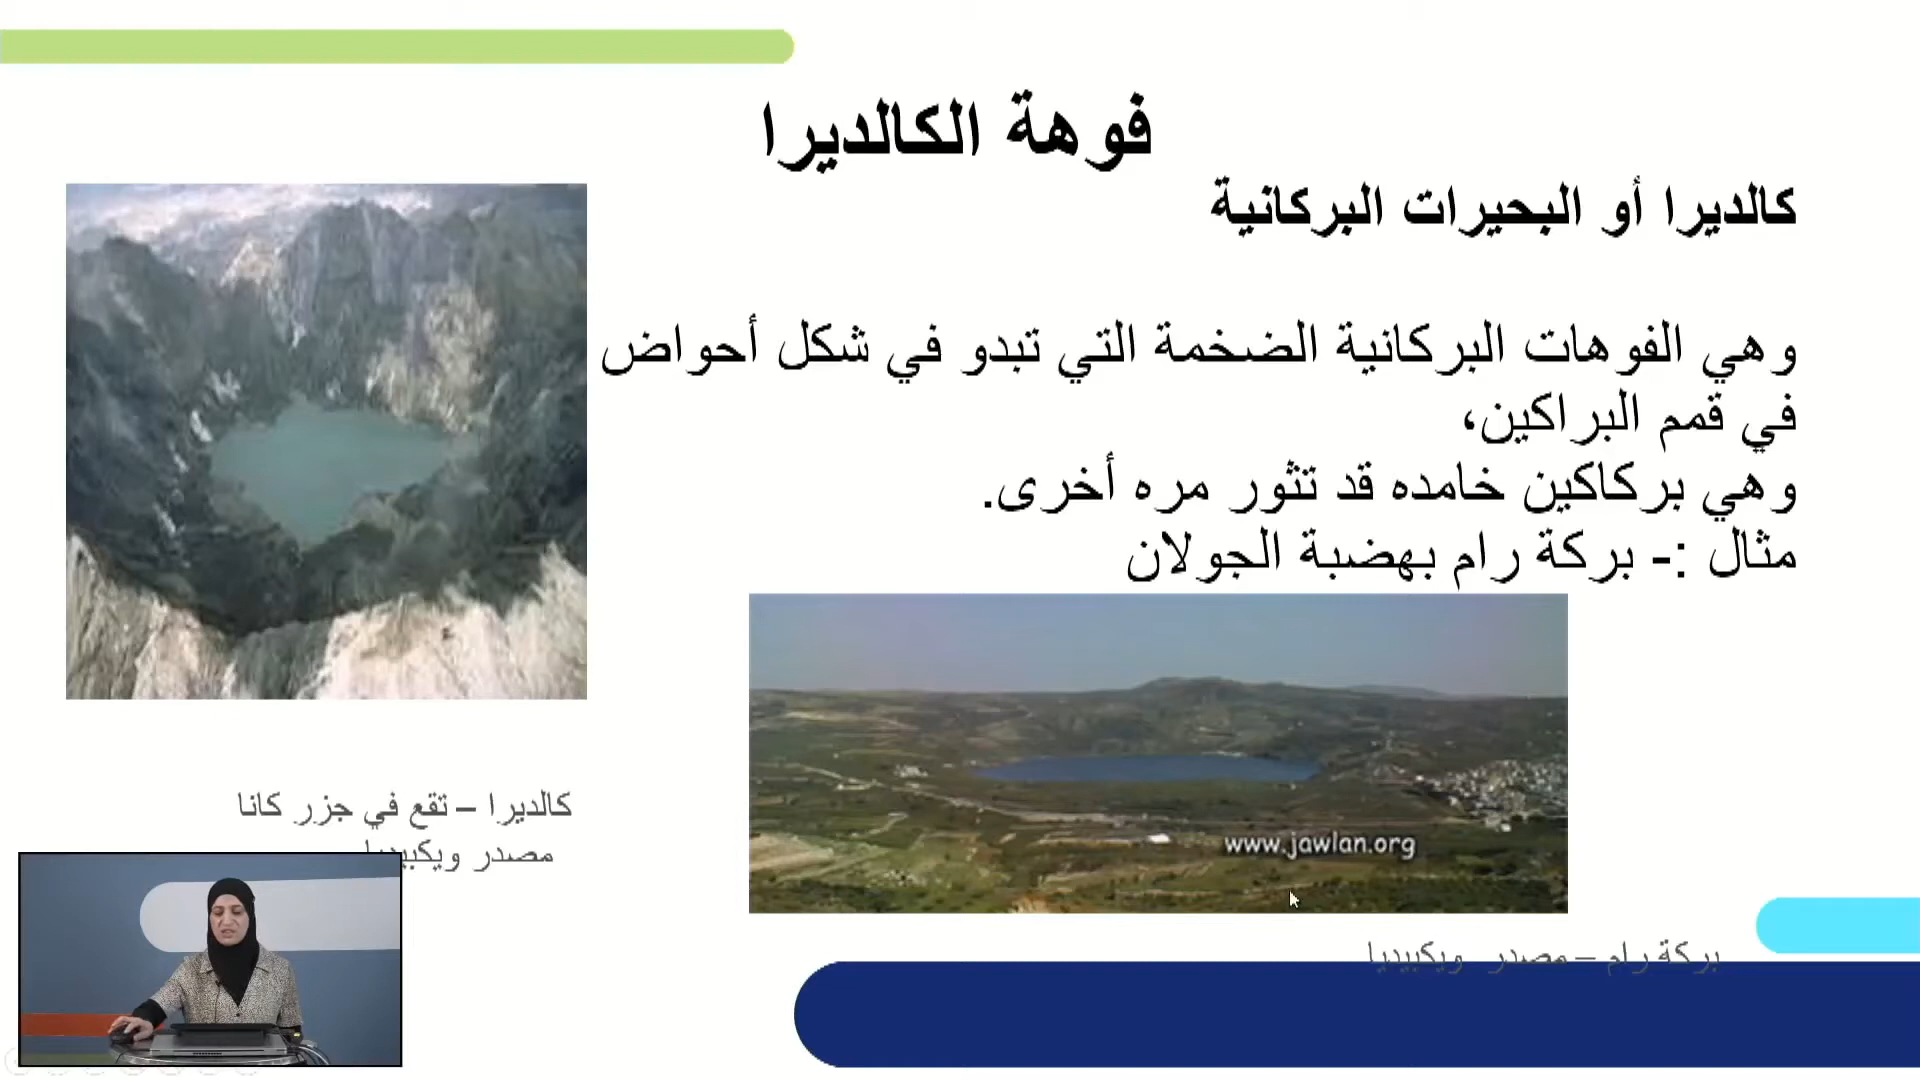 فوهة الكالديرا
كالديرا أو البحيرات البركانية
وهي الفوهات البركانية الضخمة التي تبدو في شكل أحواض
في قمم البراكين،
وهي بركاكين خامده قد تثور مره أخرى.
مثال :- بركة رام بهضبة الجولان
www.jawlan.org
كالديرا – تقع في جزر كانا
مصدر ويكيبيديا
بركة رام – مصدر ويكيبيديا